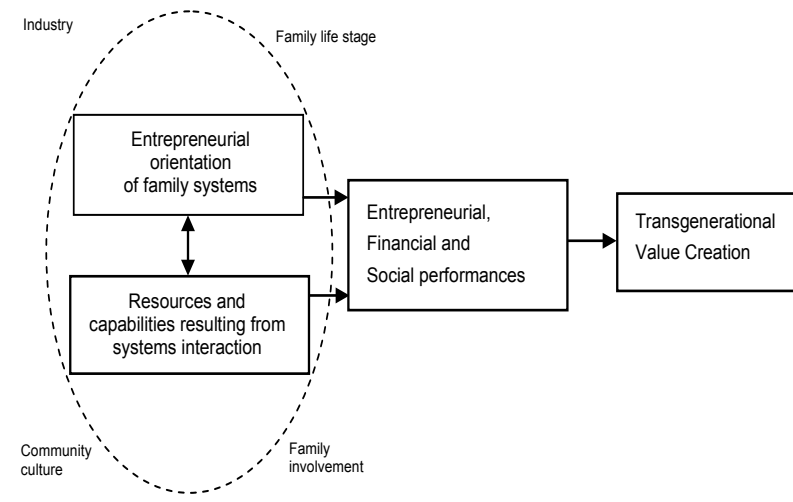 Industry
Family life stage
Entrepreneurial
orientation
of family systems
Resources and
capabilities resulting from
systems interaction
Entrepreneurial,
Financial and
Social performances
Transgenerational
Value Creation
Community
culture
Family
involvement